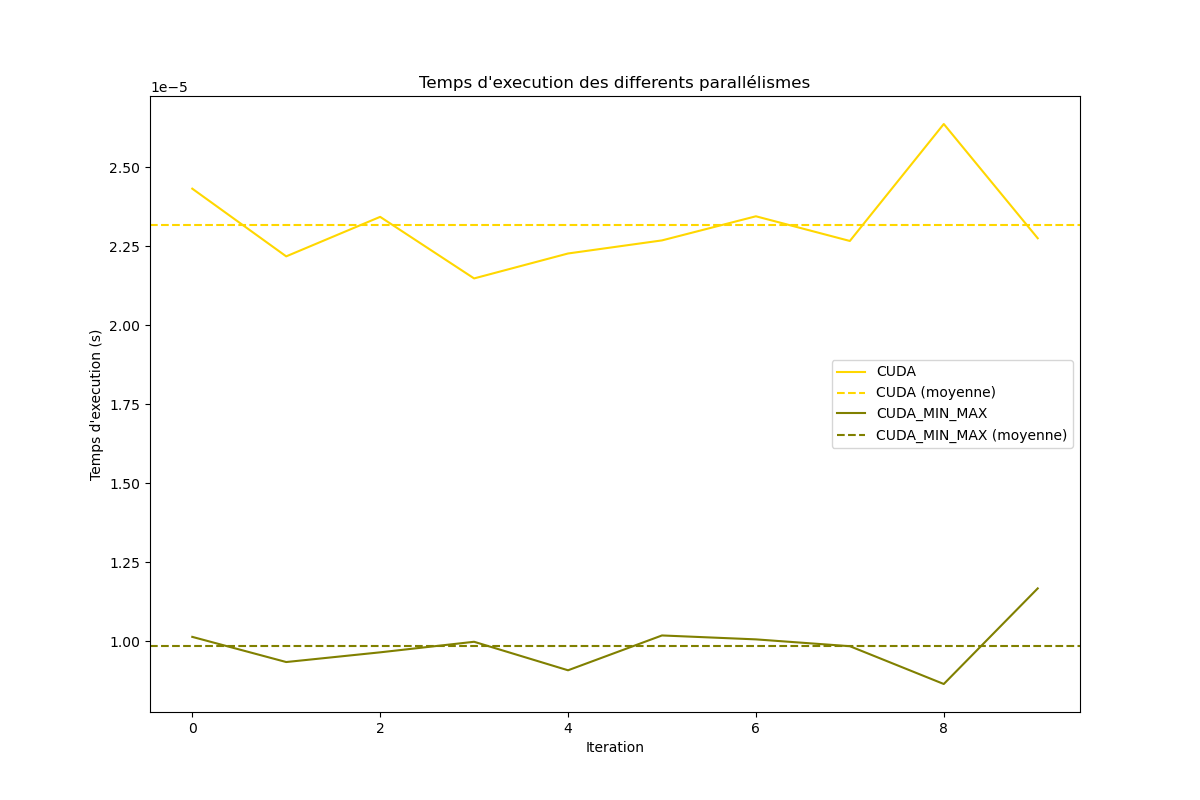 Temps d'execution des differents parallélismes
1e−5
2.50
2.25
2.00
1.75
1.50
1.25
1.00
Temps d'execution (s)
CUDA
CUDA (moyenne)
CUDA_MIN_MAX
CUDA_MIN_MAX (moyenne)
0 2 4 6 8
Iteration